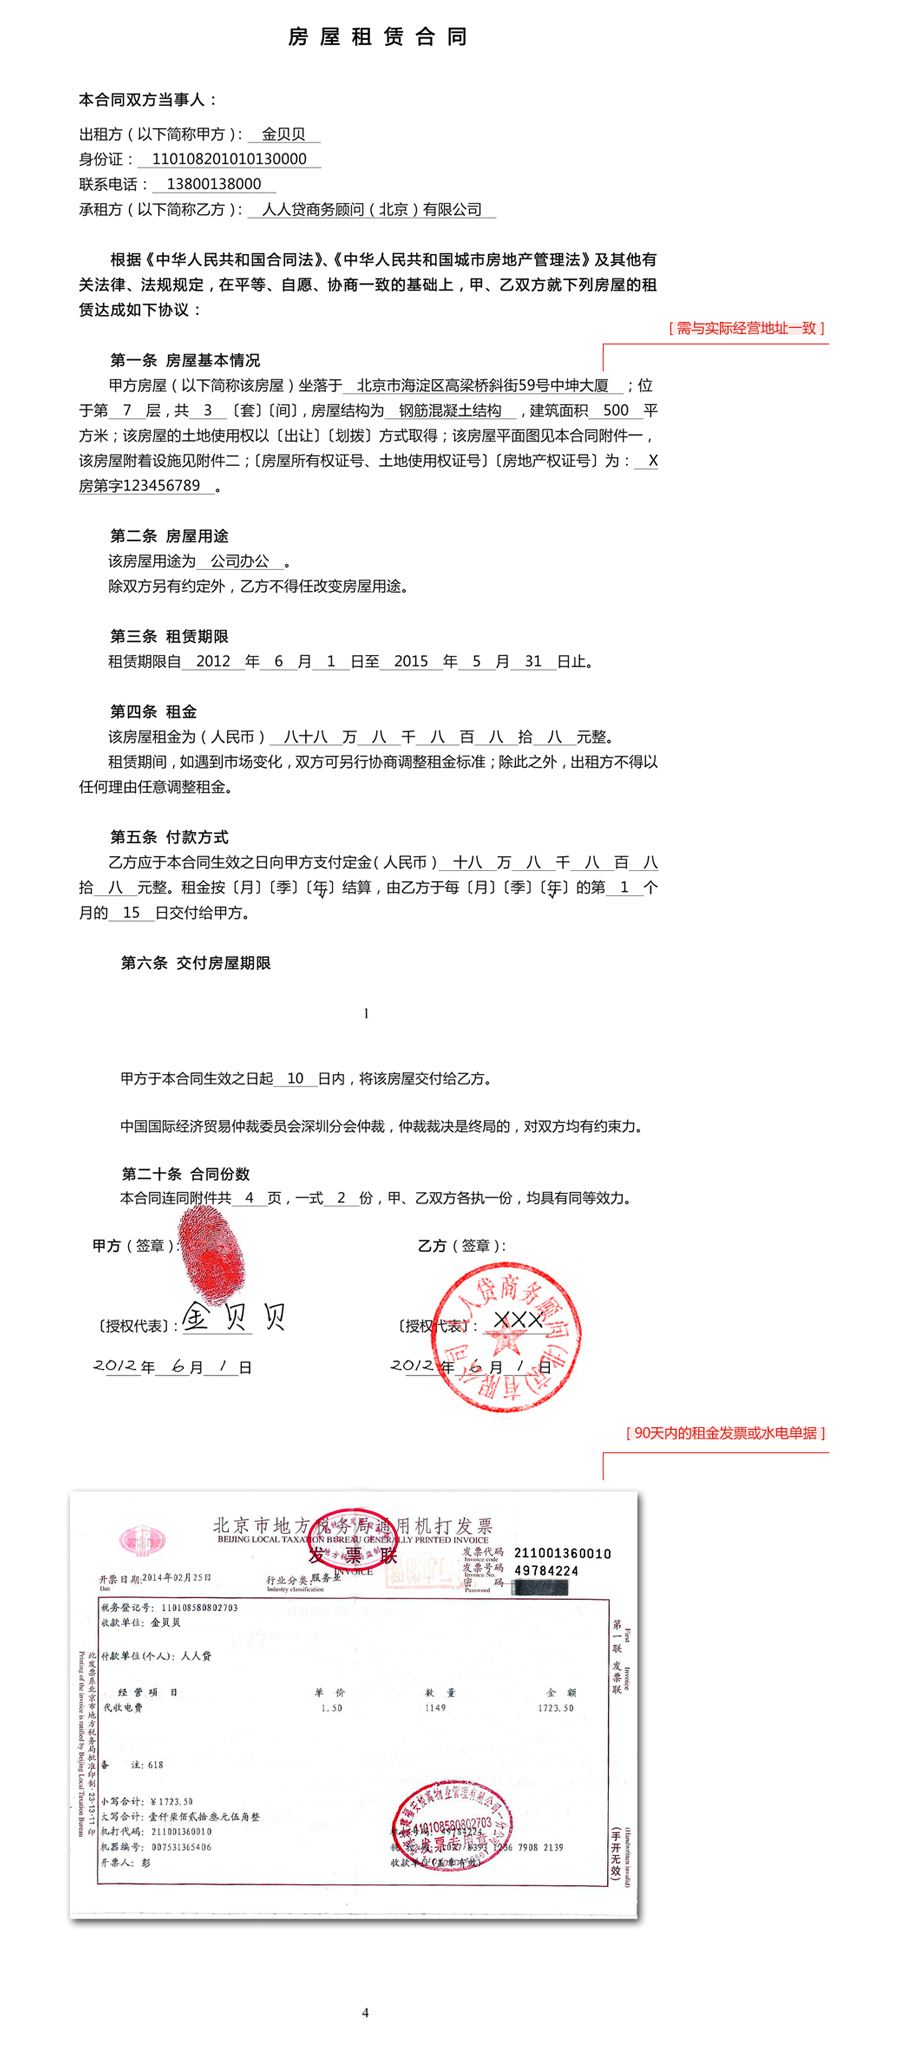 房屋租赁合同
本合同双方当事人：
出租方（以下简称甲方）： 金贝贝
身份证： 110108201010130000
联系电话： 13800138000
承租方（以下简称乙方）： 人人贷商务顾问（北京）有限公司
根据《中华人民共和国合同法》、《中华人民共和国城市房地产管理法》及其他有
关法律、法规规定，在平等、自愿、协商一致的基础上，甲、乙双方就下列房屋的租
赁达成如下协议：
[ 需与实际经营地址一致 ]
第一条 房屋基本情况
甲方房屋（以下简称该房屋）坐落于 北京市海淀区高梁桥斜街59号中坤大厦 ；位
于第 7 层，共 3 〔套〕〔间〕，房屋结构为 钢筋混凝土结构 ，建筑面积 500 平
方米；该房屋的土地使用权以〔出让〕〔划拨〕方式取得；该房屋平面图见本合同附件一，
该房屋附着设施见附件二；〔房屋所有权证号、土地使用权证号〕〔房地产权证号〕为： X
房第字123456789 。
第二条 房屋用途
该房屋用途为 公司办公 。
除双方另有约定外，乙方不得任改变房屋用途。
第三条 租赁期限
租赁期限自 2012 年 6 月 1 日至 2015 年 5 月 31 日止。
第四条 租金
该房屋租金为（人民币） 八十八 万 八 千 八 百 八 拾 八 元整。
租赁期间，如遇到市场变化，双方可另行协商调整租金标准；除此之外，出租方不得以
任何理由任意调整租金。
第五条 付款方式
乙方应于本合同生效之日向甲方支付定金（人民币） 十八 万 八 千 八 百 八
拾 八 元整。租金按〔月〕〔季〕〔年〕结算，由乙方于每〔月〕〔季〕〔年〕的第 1 个
月的 15 日交付给甲方。
第六条 交付房屋期限
1
甲方于本合同生效之日起 10 日内，将该房屋交付给乙方。
中国国际经济贸易仲裁委员会深圳分会仲裁，仲裁裁决是终局的，对双方均有约束力。
第二十条 合同份数
本合同连同附件共 4 页，一式 2 份，甲、乙双方各执一份，均具有同等效力。
甲方（签章）： 乙方（签章）：
人人贷商务顾问（北京）有限公司
〔授权代表〕： 金贝贝 〔授权代表〕： XXX
2012 年 6 月 1 日 2012 年 6 月 1 日
[ 90天内的租金发票或水电单据 ]
北京市地方税务局通用机打发票
BEIJING LOCAL TAXATION BUREAU GENERALLY PRINTED INVOICE
发票联
INVOICE
发票代码 211001360010
Invoice code
发票号码 49784224
Invoice No.
密码
Password
开票日期:2014年02月25日 行业分类:服务业
Date Industry classification
税务登记号: 110108580802703
收款单位: 金贝贝
付款单位(个人): 人人贷
经营项目 单价 数量 金额
代收电费 1.50 1149 1723.50
备 注: 618
小写合计: ¥1723.50
大写合计: 壹仟柒佰贰拾叁元伍角整
机打代码: 211001360010
机器编号: 007531365406
开票人: 彭 收款单位(盖章有效)
110108580802703
发票专用章
第一联 发票联
First Invoice
(手开无效)
(Handwritten invalid)
此发票系北京市地方税务局批准印制
Printing of the invoice is ratified by Beijing Local Taxation Bureau
4